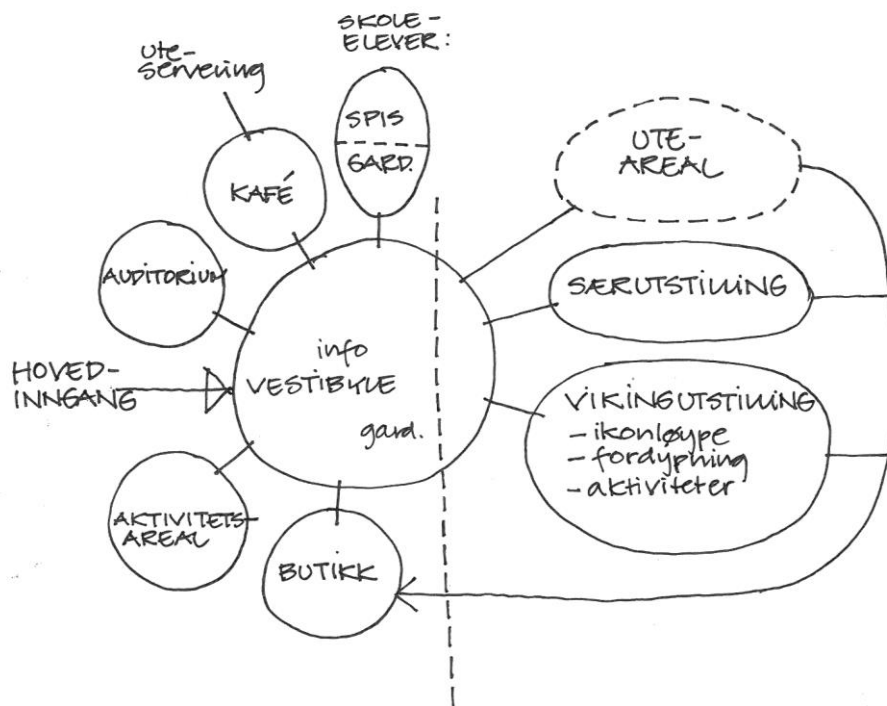 SKOLE-
ELEVER:
ute-
servering
SPIS
GARD.
KAFÉ
UTE-
AREAL
AUDITORIUM
SÆRUTSTILLING
info
VESTIBYLE
gard.
HOVED-
INNGANG
VIKINGUTSTILLING
- ikonløype
- fordypning
- aktiviteter
AKTIVITETS-
AREAL
BUTIKK